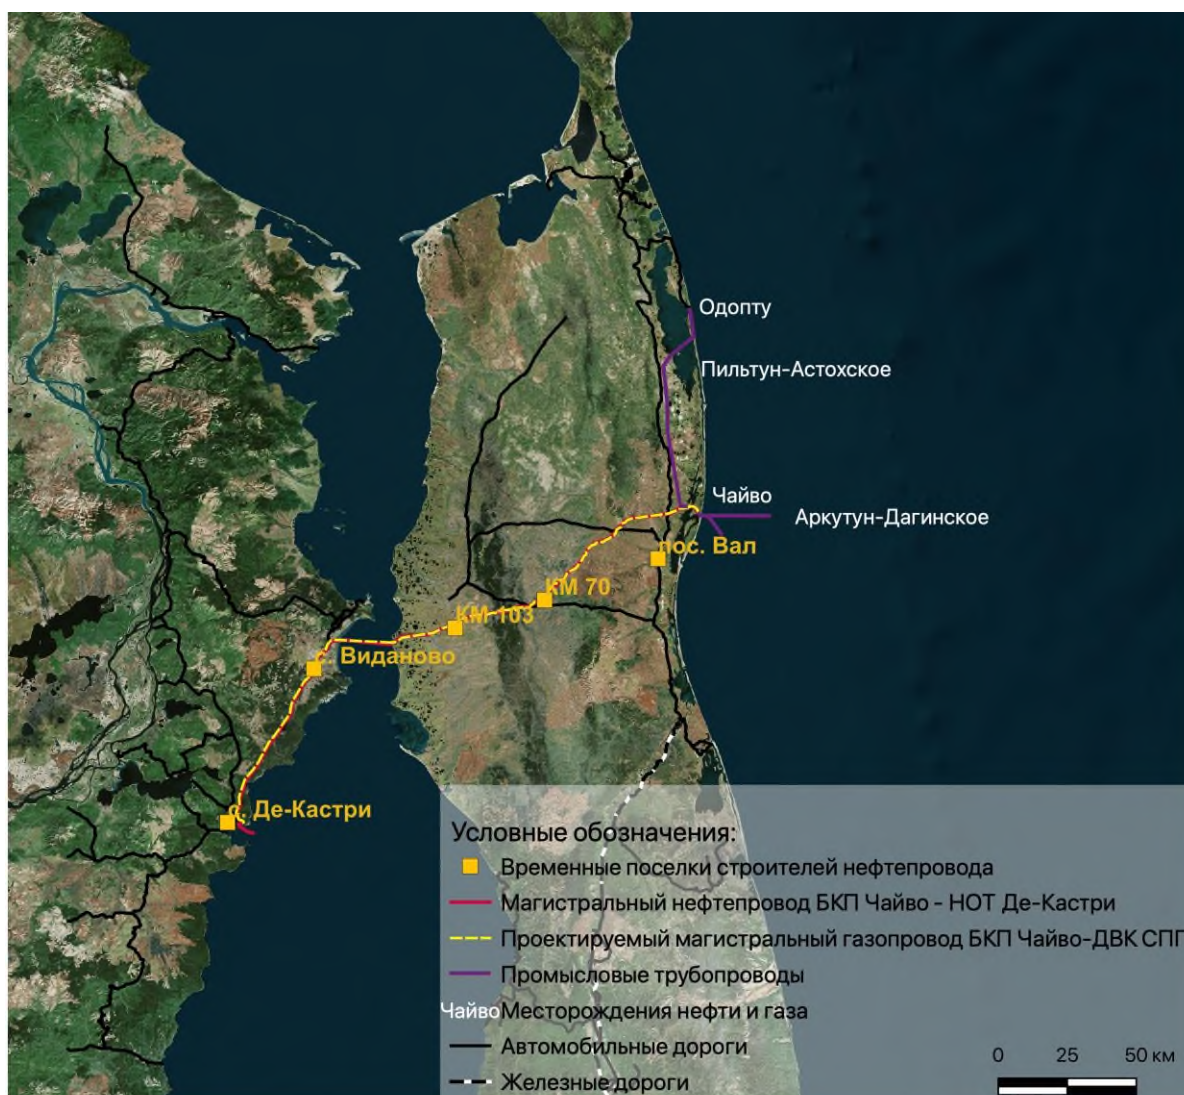 Одопту
Пильтун-Астохское
Чайво
Аркутун-Дагинское
пос. Вал
КМ 70
КМ 103
с. Виданово
с. Де-Кастри
Условные обозначения:
Временные поселки строителей нефтепровода
Магистральный нефтепровод БКП Чайво - НОТ Де-Кастри
Проектируемый магистральный газопровод БКП Чайво-ДВК СПГ
Промысловые трубопроводы
Чайво Месторождения нефти и газа
Автомобильные дороги
Железные дороги
0 25 50 км